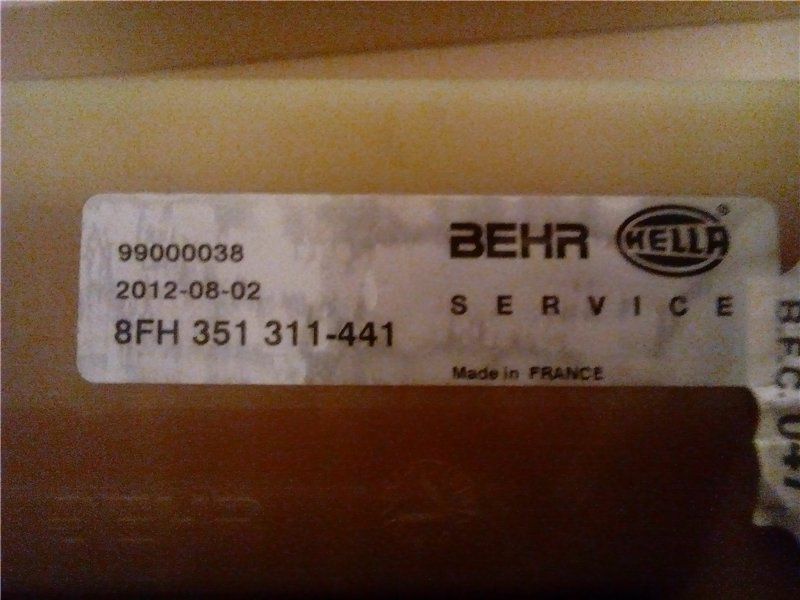 99000038
2012-08-02
8FH 351 311-441
BEHR HELLA®
SERVICE
Made in FRANCE